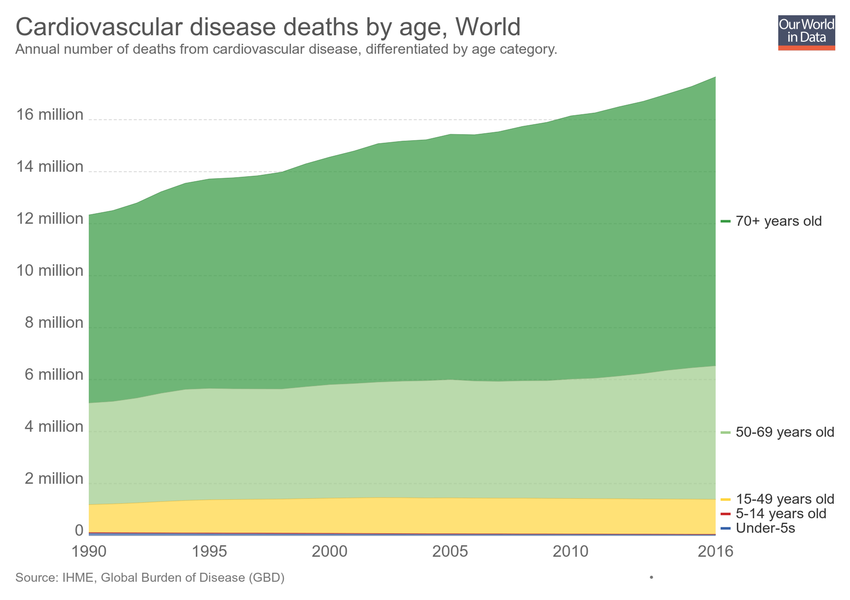 Cardiovascular disease deaths by age, World
Annual number of deaths from cardiovascular disease, differentiated by age category.
Our World
in Data
16 million
14 million
12 million
10 million
8 million
6 million
4 million
2 million
0
70+ years old
50-69 years old
15-49 years old
5-14 years old
Under-5s
1990
1995
2000
2005
2010
2016
Source: IHME, Global Burden of Disease (GBD)